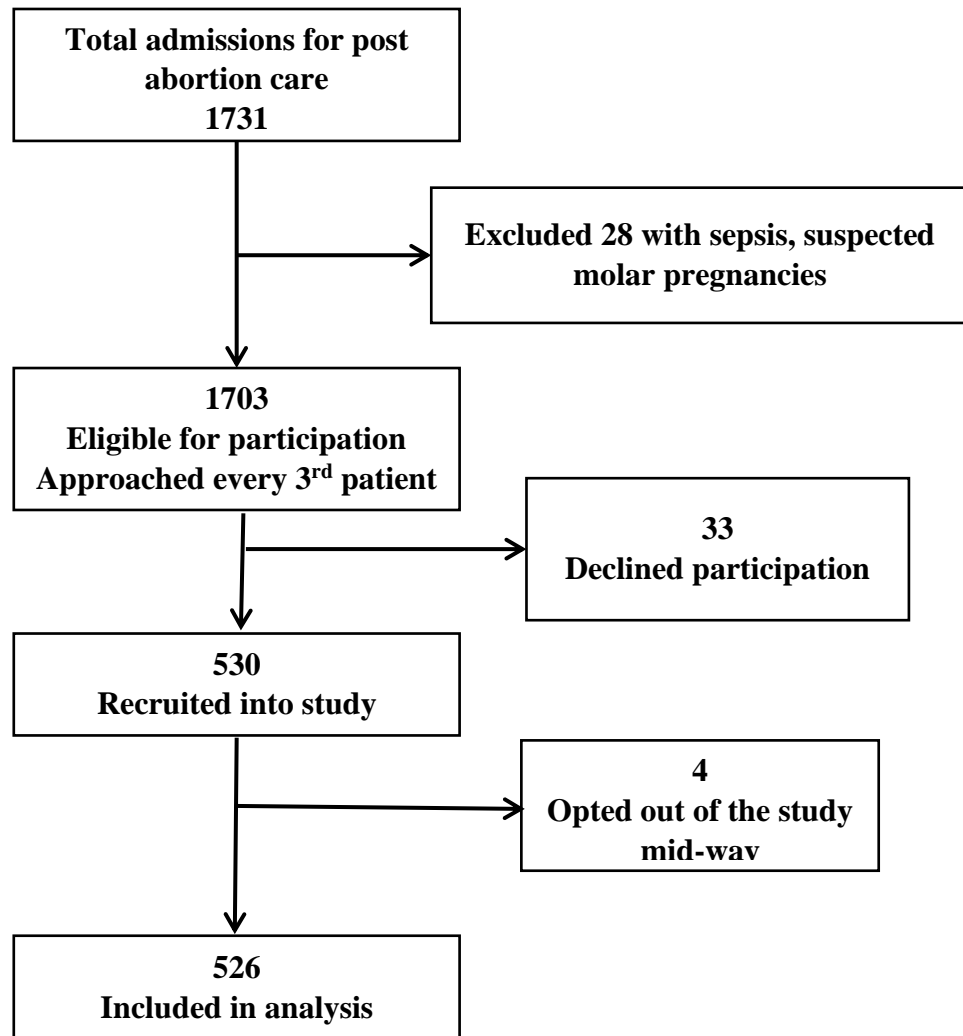 Total admissions for post
abortion care
1731
Excluded 28 with sepsis, suspected
molar pregnancies
1703
Eligible for participation
Approached every 3rd patient
33
Declined participation
530
Recruited into study
4
Opted out of the study
mid-way
526
Included in analysis